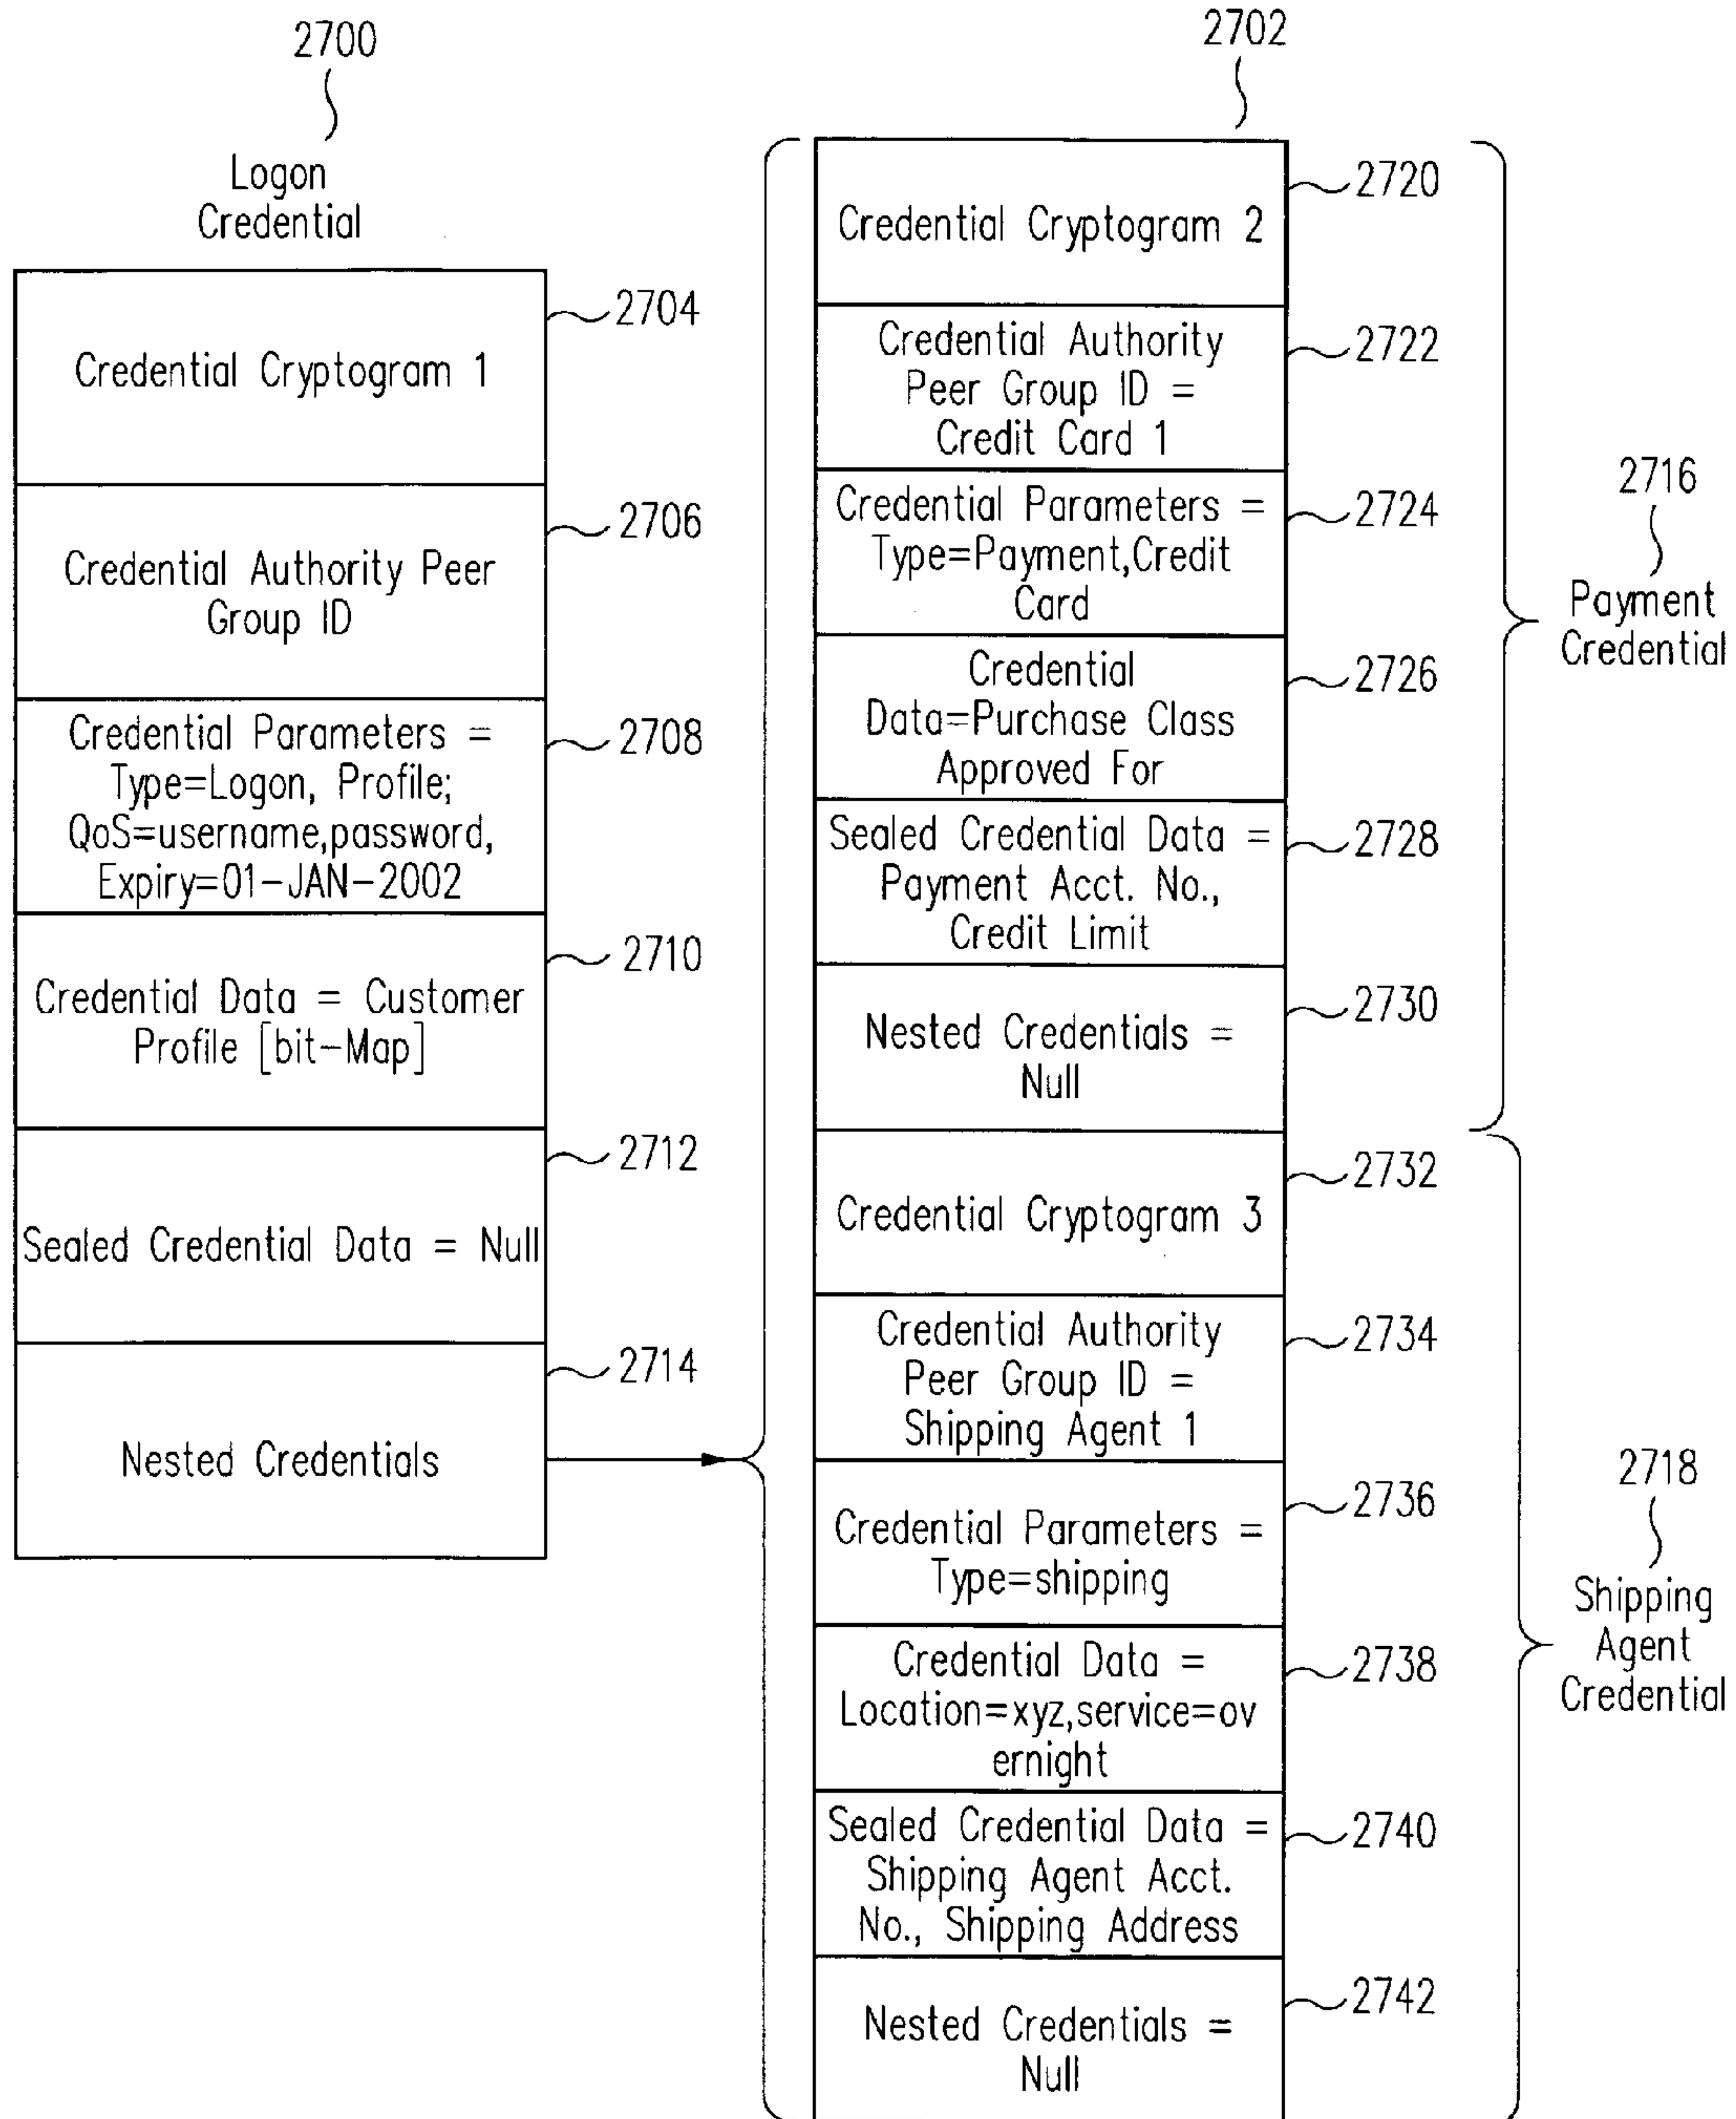 2700
Logon
Credential
Credential Cryptogram 1
2704
Credential Authority Peer
Group ID
2706
Credential Parameters =
Type=Logon, Profile;
QoS=username,password,
Expiry=01-JAN-2002
2708
Credential Data = Customer
Profile [bit-Map]
2710
Sealed Credential Data = Null
2712
Nested Credentials
2714
2702
Credential Cryptogram 2
2720
Credential Authority
Peer Group ID =
Credit Card 1
2722
Credential Parameters =
Type=Payment,Credit
Card
2724
Credential
Data=Purchase Class
Approved For
2726
Sealed Credential Data =
Payment Acct. No.,
Credit Limit
2728
Nested Credentials =
Null
2730
2716
Payment
Credential
Credential Cryptogram 3
2732
Credential Authority
Peer Group ID =
Shipping Agent 1
2734
Credential Parameters =
Type=shipping
2736
Credential Data =
Location=xyz,service=ov
ernight
2738
Sealed Credential Data =
Shipping Agent Acct.
No., Shipping Address
2740
Nested Credentials =
Null
2742
2718
Shipping
Agent
Credential